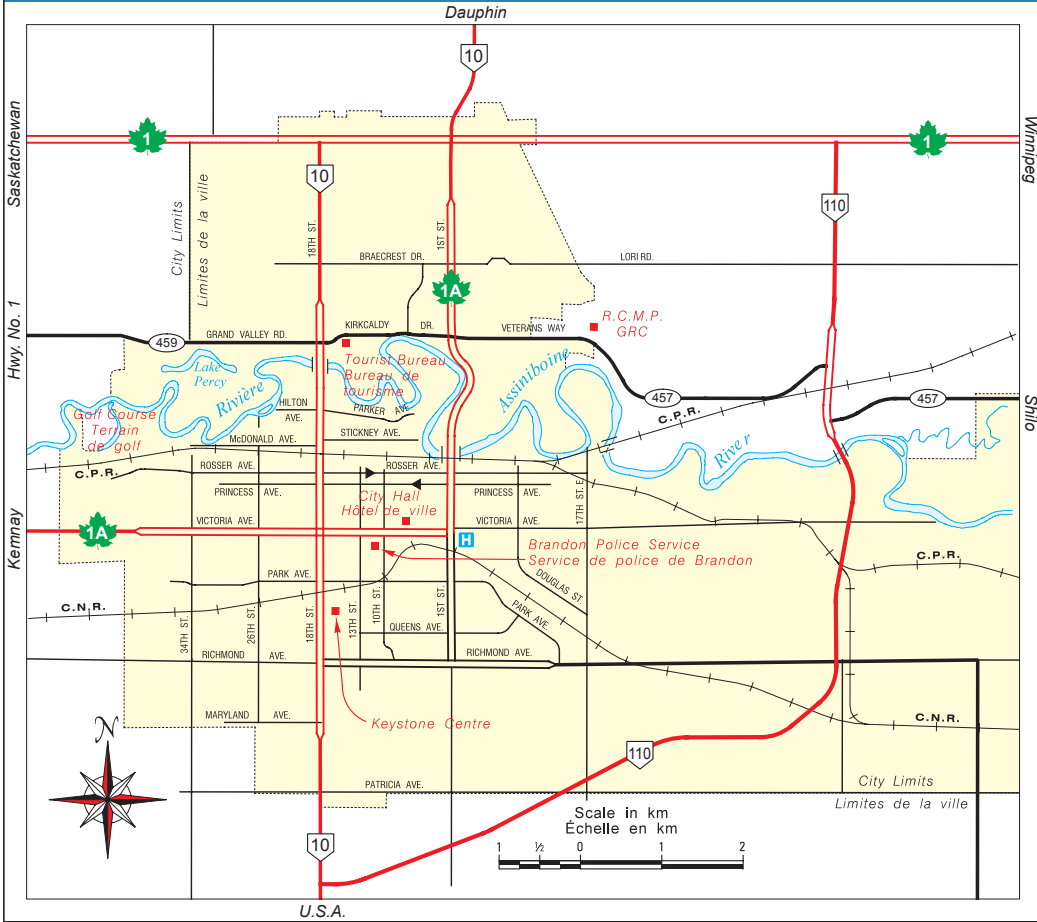 Dauphin
10
Saskatchewan
Winnipeg
1
1
10
110
City Limits
Limites de la ville
18TH ST.
1ST ST.
BRAECREST DR.
LORI RD.
1A
Hwy. No. 1
R.C.M.P.
GRC
459
GRAND VALLEY RD.
KIRKCALDY DR.
VETERANS WAY
Tourist Bureau
Bureau de
tourisme
Lake
Percy
Rivière
Assiniboine
River
457
457
C.P.R.
Shilo
Golf Course
Terrain
de golf
HILTON
AVE.
PARKER AVE.
STICKNEY AVE.
McDONALD AVE.
C.P.R.
ROSSER AVE.
ROSSER AVE.
PRINCESS AVE.
PRINCESS AVE.
17TH ST. E.
City Hall
Hôtel de ville
VICTORIA AVE.
VICTORIA AVE.
1A
Kemnay
H
Brandon Police Service
Service de police de Brandon
C.P.R.
PARK AVE.
DOUGLAS ST.
PARK AVE.
C.N.R.
34TH ST.
26TH ST.
18TH ST.
13TH ST.
10TH ST.
1ST ST.
QUEENS AVE.
RICHMOND AVE.
RICHMOND AVE.
MARYLAND AVE.
Keystone Centre
C.N.R.
N
110
PATRICIA AVE.
City Limits
Limites de la ville
Scale in km
Échelle en km
1 ½ 0 1 2
10
U.S.A.